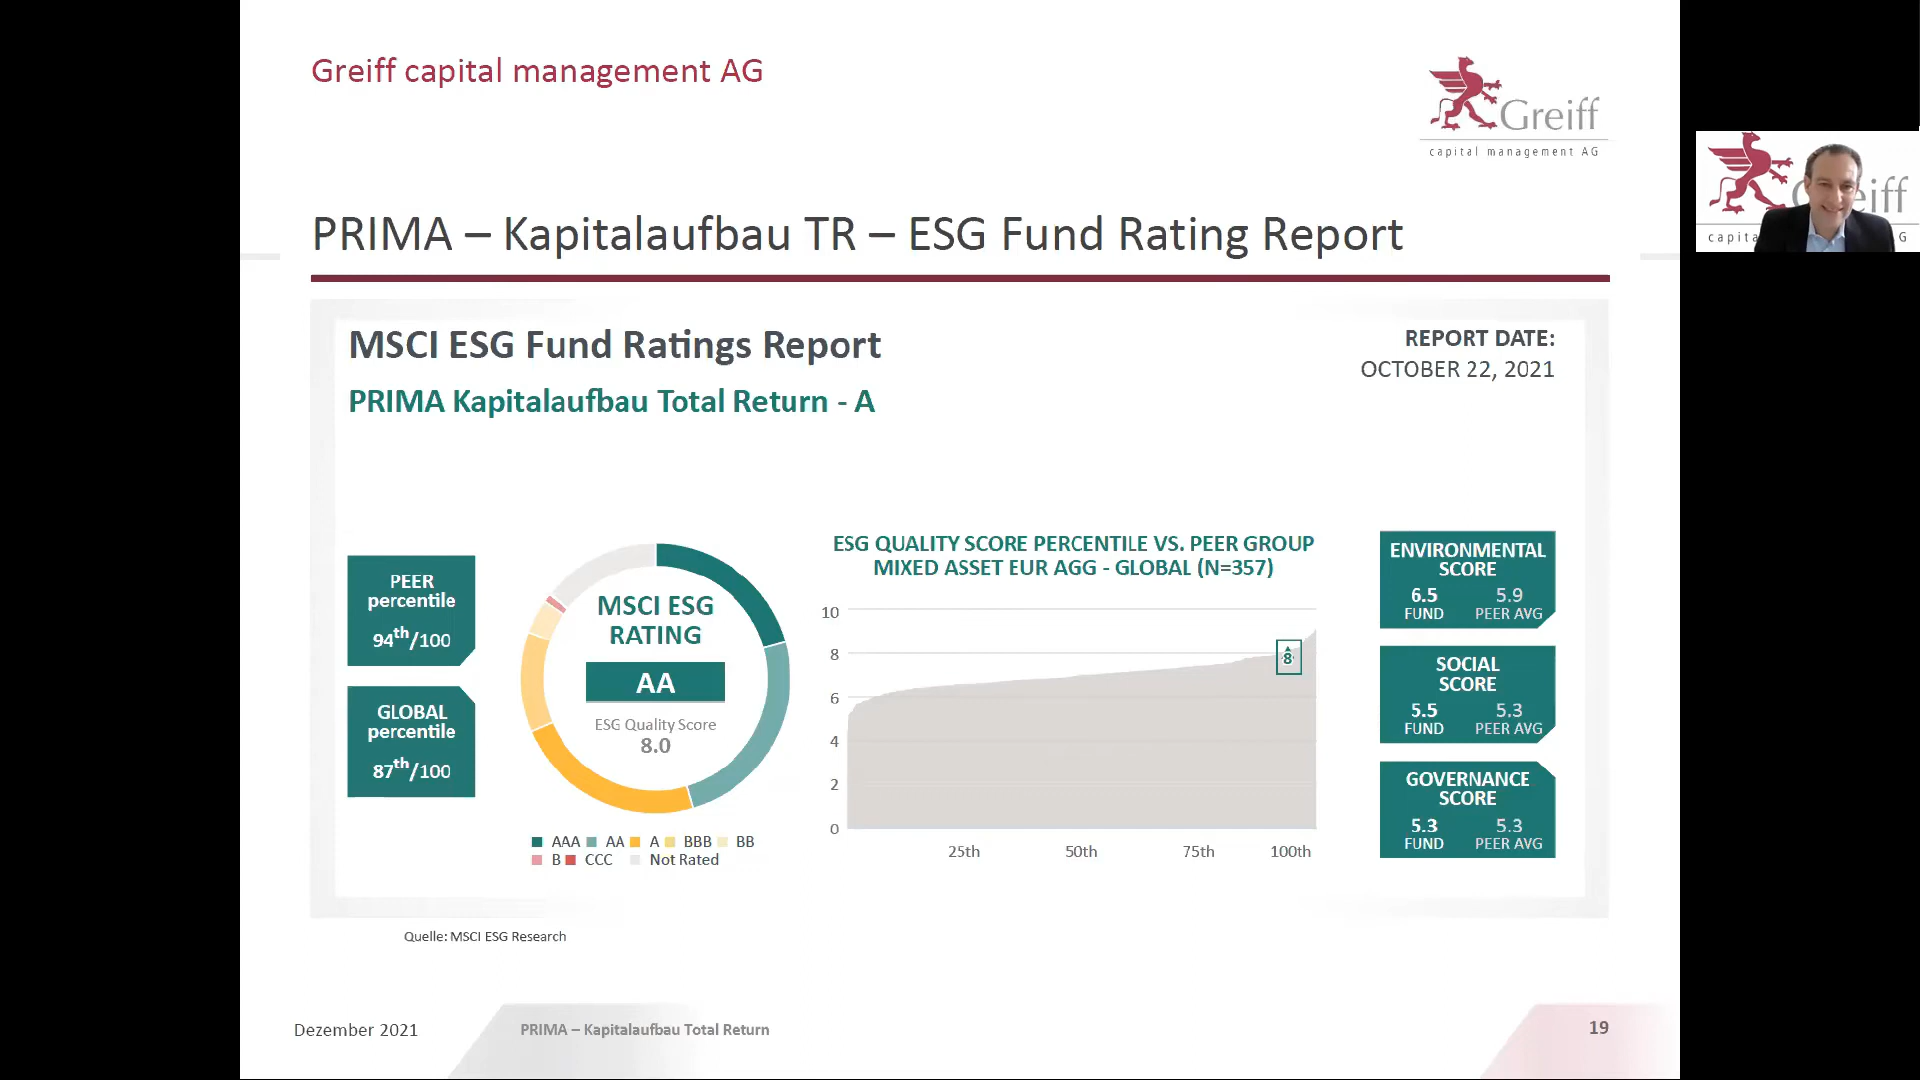 Greiff capital management AG
Greiff
capital management AG
PRIMA – Kapitalaufbau TR – ESG Fund Rating Report
MSCI ESG Fund Ratings Report
REPORT DATE:
OCTOBER 22, 2021
PRIMA Kapitalaufbau Total Return - A
PEER
percentile
94th/100
GLOBAL
percentile
87th/100
MSCI ESG
RATING
AA
ESG Quality Score
8.0
AAA AA A BBB BB
B CCC Not Rated
ESG QUALITY SCORE PERCENTILE VS. PEER GROUP
MIXED ASSET EUR AGG - GLOBAL (N=357)
10
8
6
4
2
0
8
25th 50th 75th 100th
ENVIRONMENTAL
SCORE
6.5 5.9
FUND PEER AVG
SOCIAL
SCORE
5.5 5.3
FUND PEER AVG
GOVERNANCE
SCORE
5.3 5.3
FUND PEER AVG
Quelle: MSCI ESG Research
Dezember 2021
PRIMA – Kapitalaufbau Total Return
19